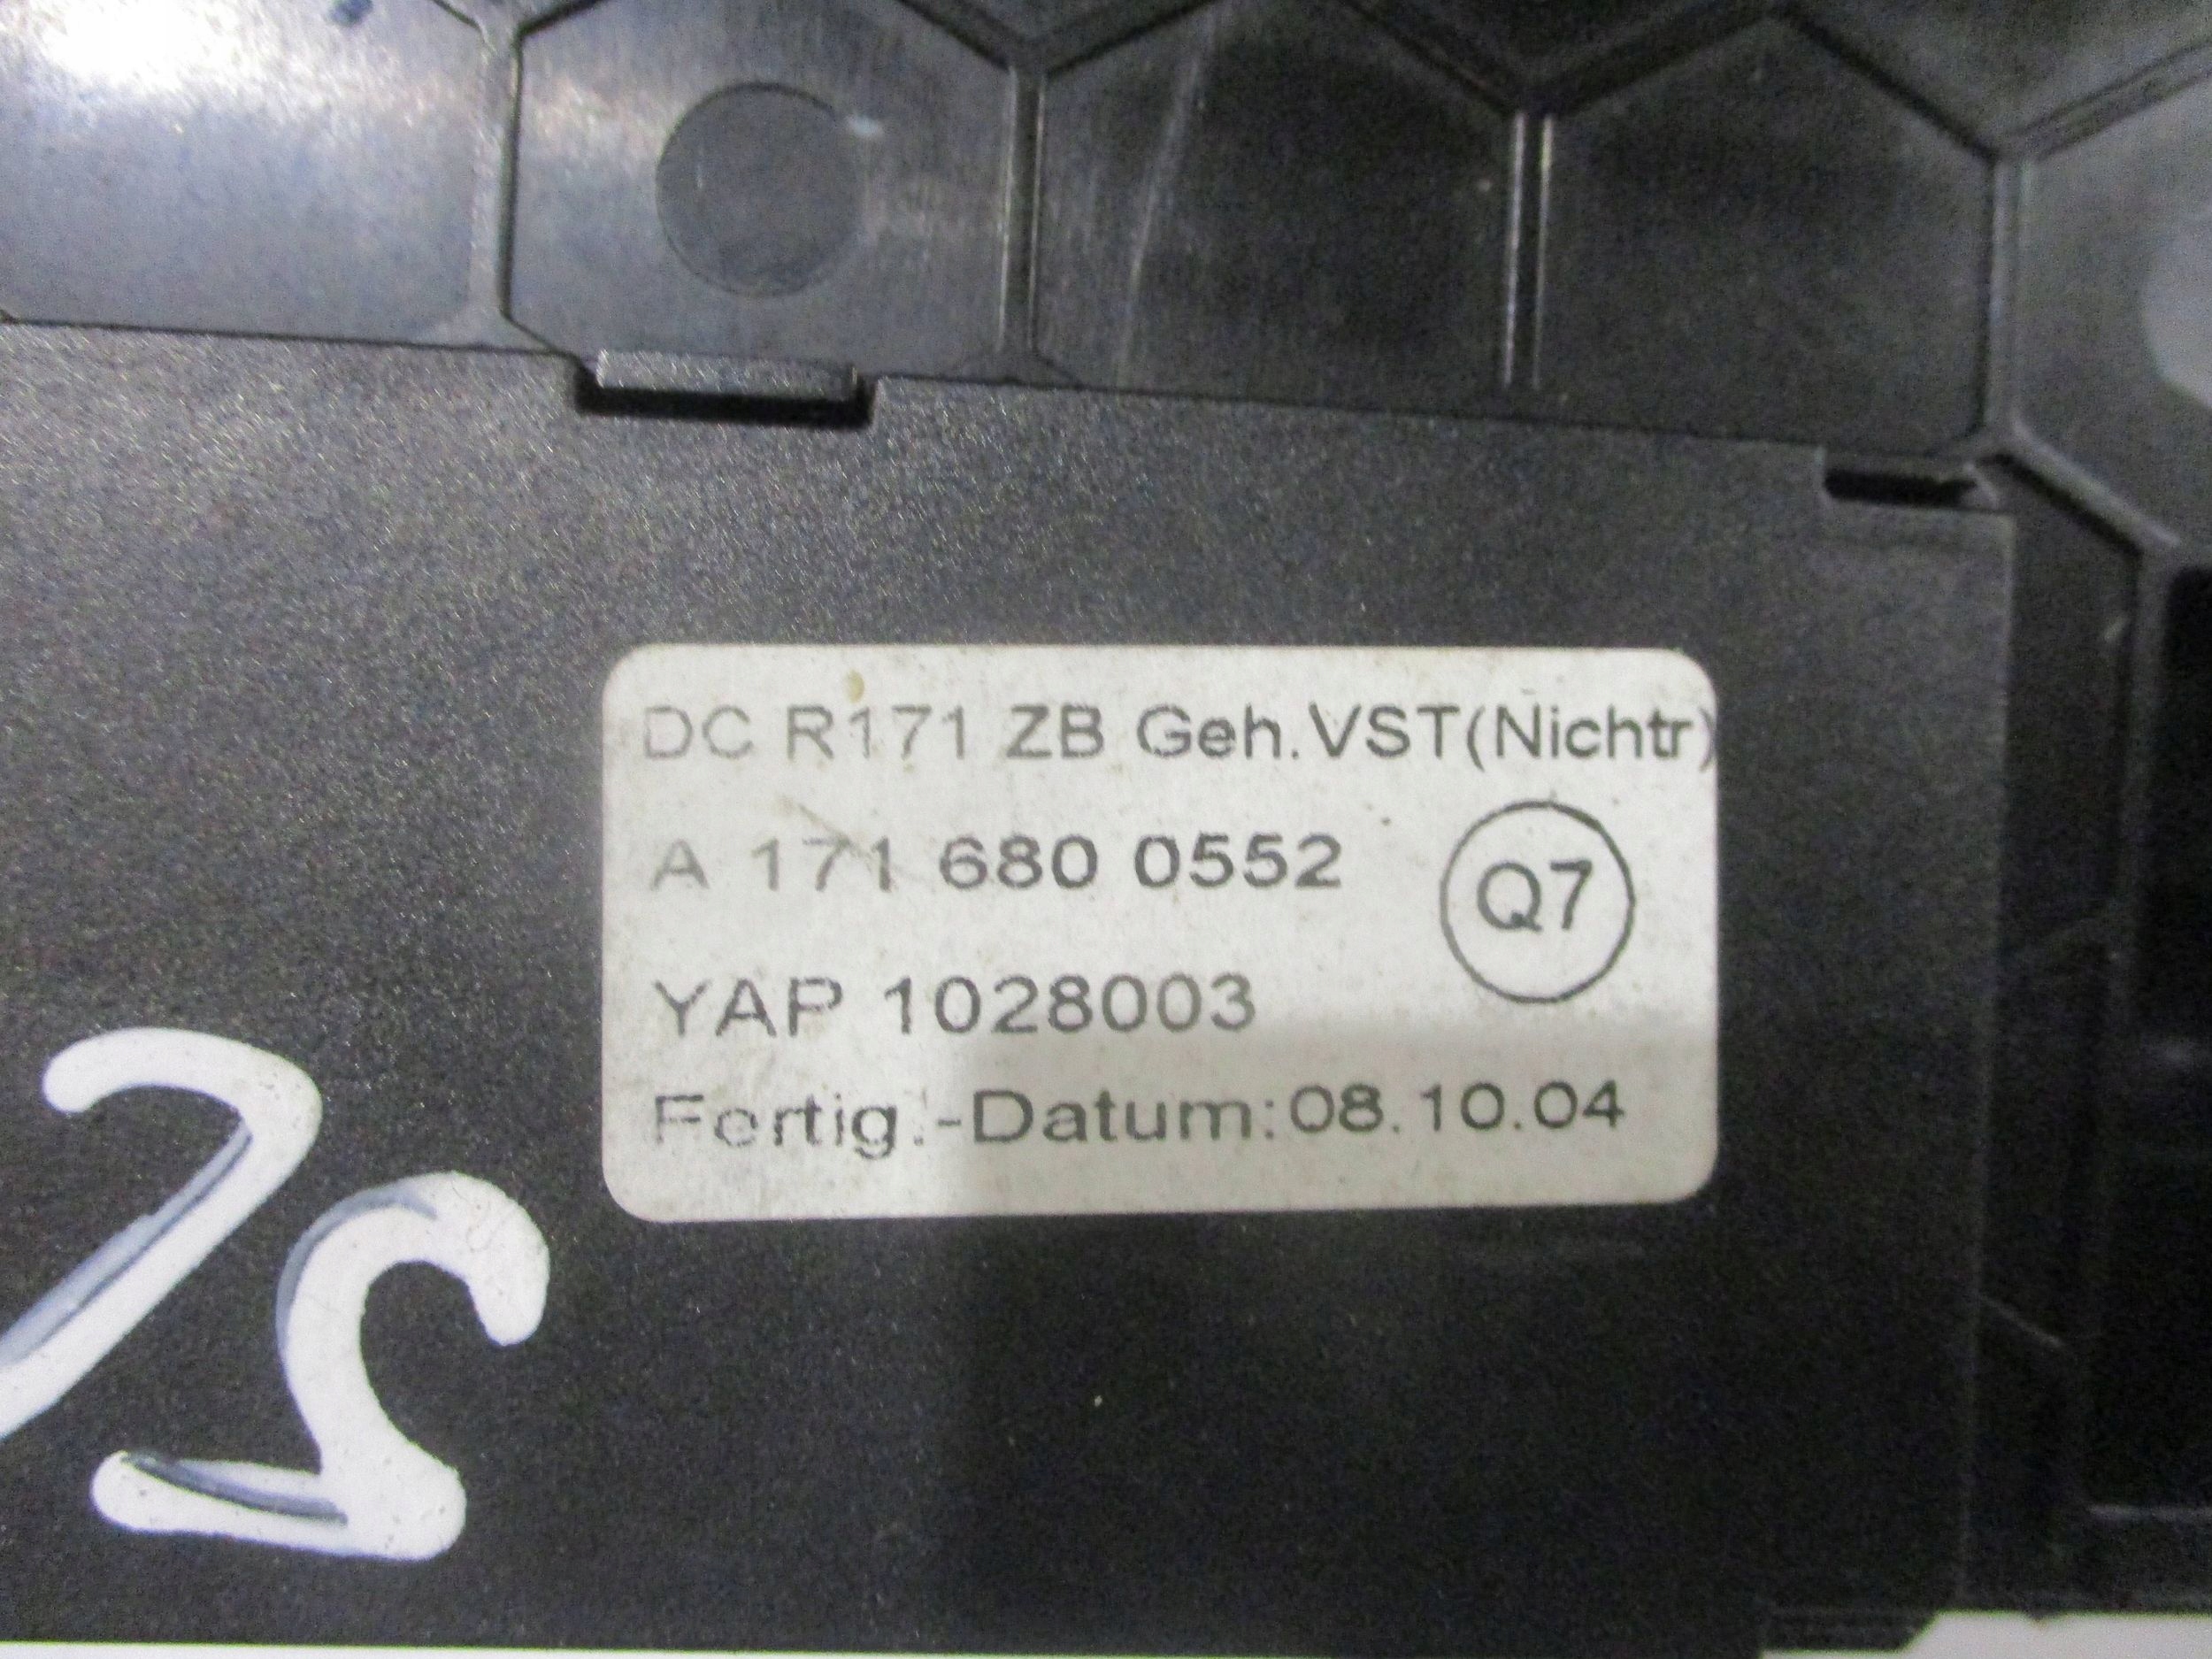 DC R171 ZB Geh.VST(Nichtr)
A 171 680 0552
Q7
YAP 1028003
Fertig.-Datum:08.10.04